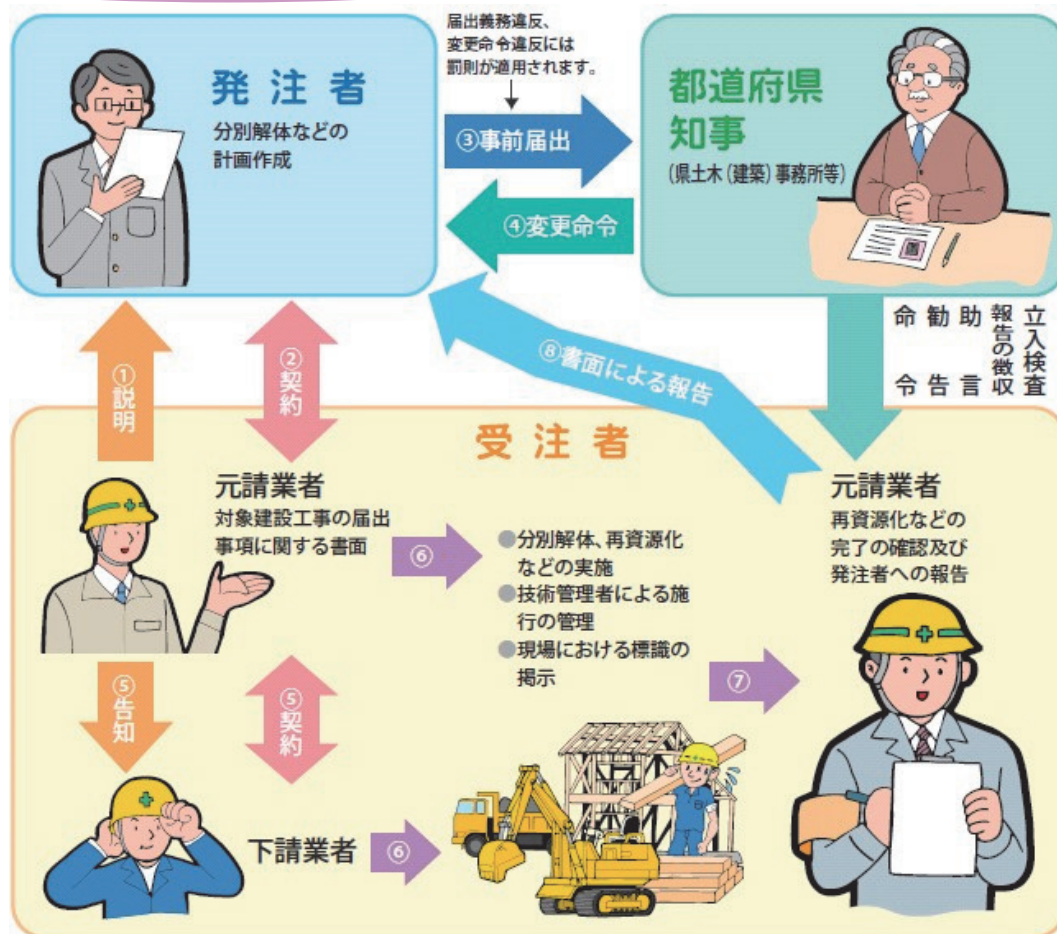 届出義務違反、
変更命令違反には
罰則が適用されます。
発注者
分別解体などの
計画作成
③事前届出
④変更命令
都道府県
知事
(県土木(建築)事務所等)
①説明
②契約
⑧書面による報告
立入検査
報告の徴収
助言
勧告
命令
受注者
元請業者
対象建設工事の届出
事項に関する書面
⑥
●分別解体、再資源化
などの実施
●技術管理者による施
行の管理
●現場における標識の
掲示
⑦
元請業者
再資源化などの
完了の確認及び
発注者への報告
⑤告知
⑤契約
下請業者
⑥